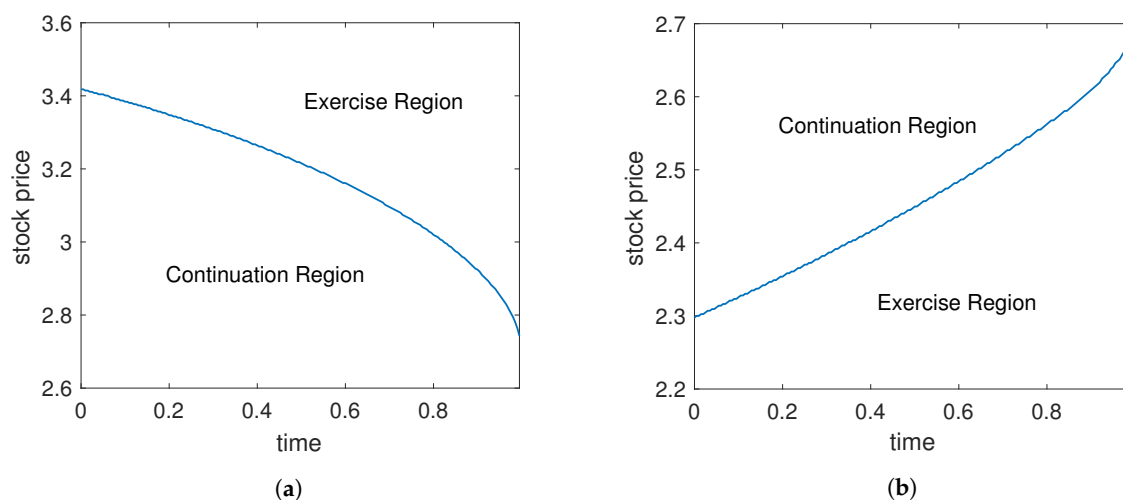 3.6
3.4
3.2
3
2.8
2.6
0
0.2
0.4
0.6
0.8
stock price
time
Exercise Region
Continuation Region
(a)
2.7
2.6
2.5
2.4
2.3
2.2
0
0.2
0.4
0.6
0.8
stock price
time
Continuation Region
Exercise Region
(b)